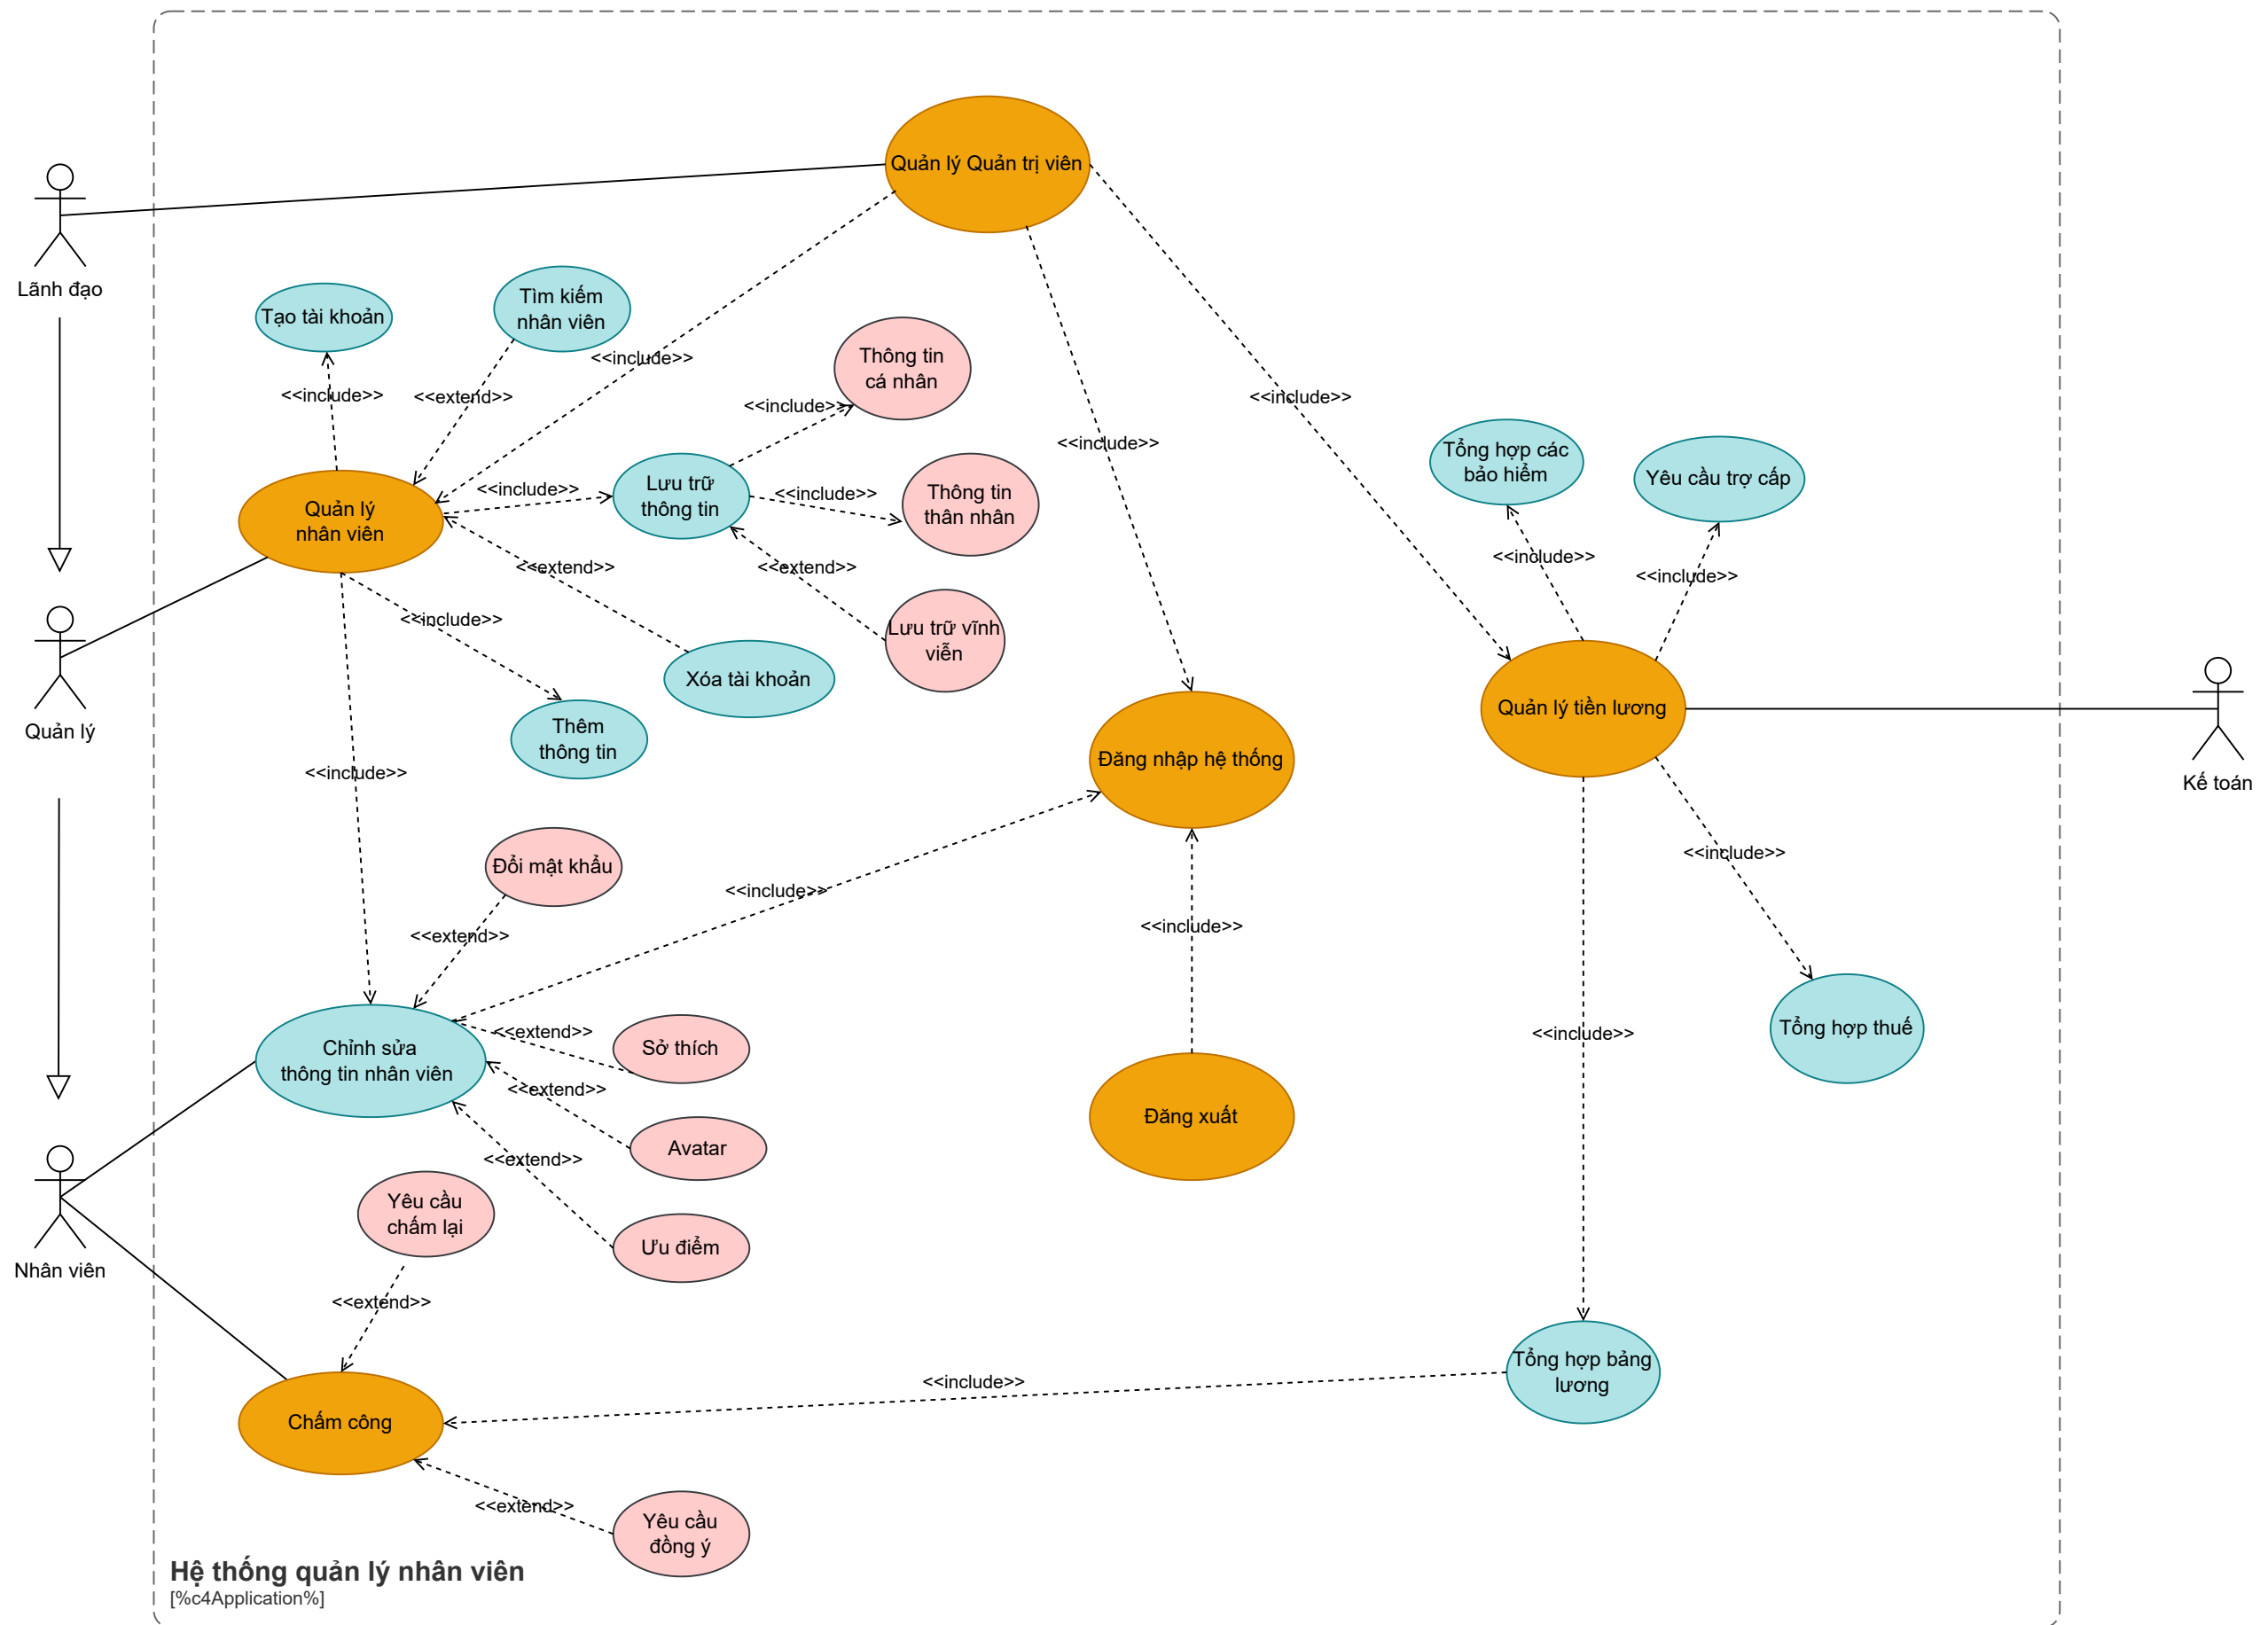 Quản lý Quản trị viên
Lãnh đạo
Tạo tài khoản
Tìm kiếm
nhân viên
<<include>>
<<include>>
<<extend>>
Thông tin
cá nhân
<<include>>
<<include>>
<<include>>
Quản lý
nhân viên
<<include>>
Lưu trữ
thông tin
<<include>>
Thông tin
thân nhân
Tổng hợp các
bảo hiểm
Yêu cầu trợ cấp
<<include>>
<<include>>
<<extend>>
<<extend>>
Lưu trữ vĩnh
viễn
<<include>>
Xóa tài khoản
Quản lý
Thêm
thông tin
Đăng nhập hệ thống
Quản lý tiền lương
Kế toán
<<include>>
Đổi mật khẩu
<<include>>
<<include>>
<<extend>>
<<include>>
Chỉnh sửa
thông tin nhân viên
<<extend>>
Sở thích
<<include>>
Tổng hợp thuế
<<extend>>
Avatar
Đăng xuất
<<extend>>
Yêu cầu
chấm lại
Ưu điểm
Nhân viên
<<extend>>
Tổng hợp bảng
lương
<<include>>
Chấm công
<<extend>>
Yêu cầu
đồng ý
Hệ thống quản lý nhân viên
[%c4Application%]